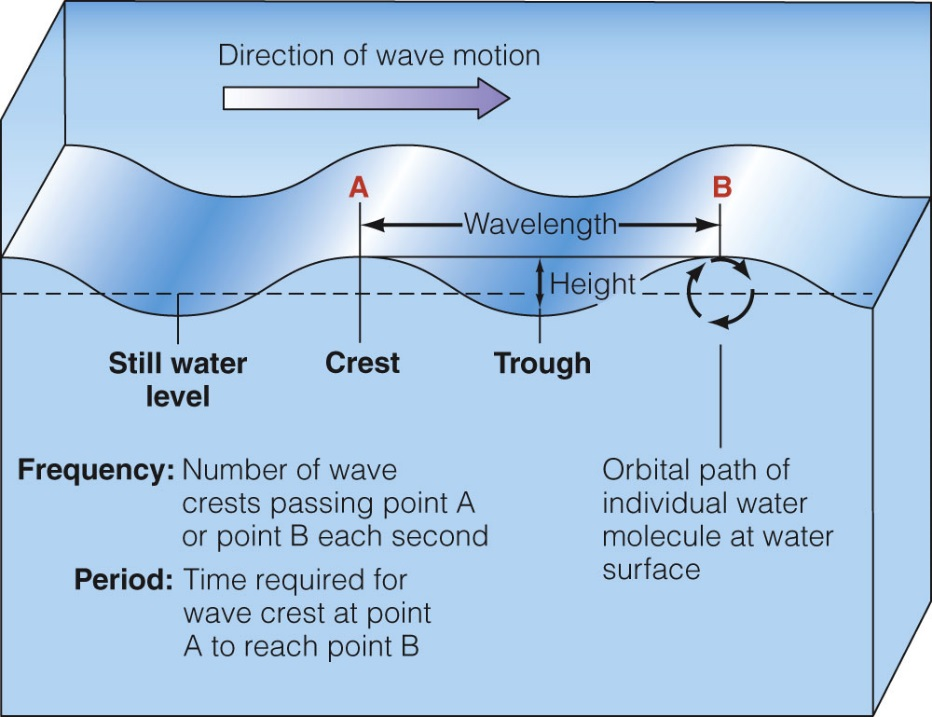 Direction of wave motion
A
B
Wavelength
Height
Still water
level
Crest
Trough
Frequency: Number of wave
crests passing point A
or point B each second
Period: Time required for
wave crest at point
A to reach point B
Orbital path of
individual water
molecule at water
surface